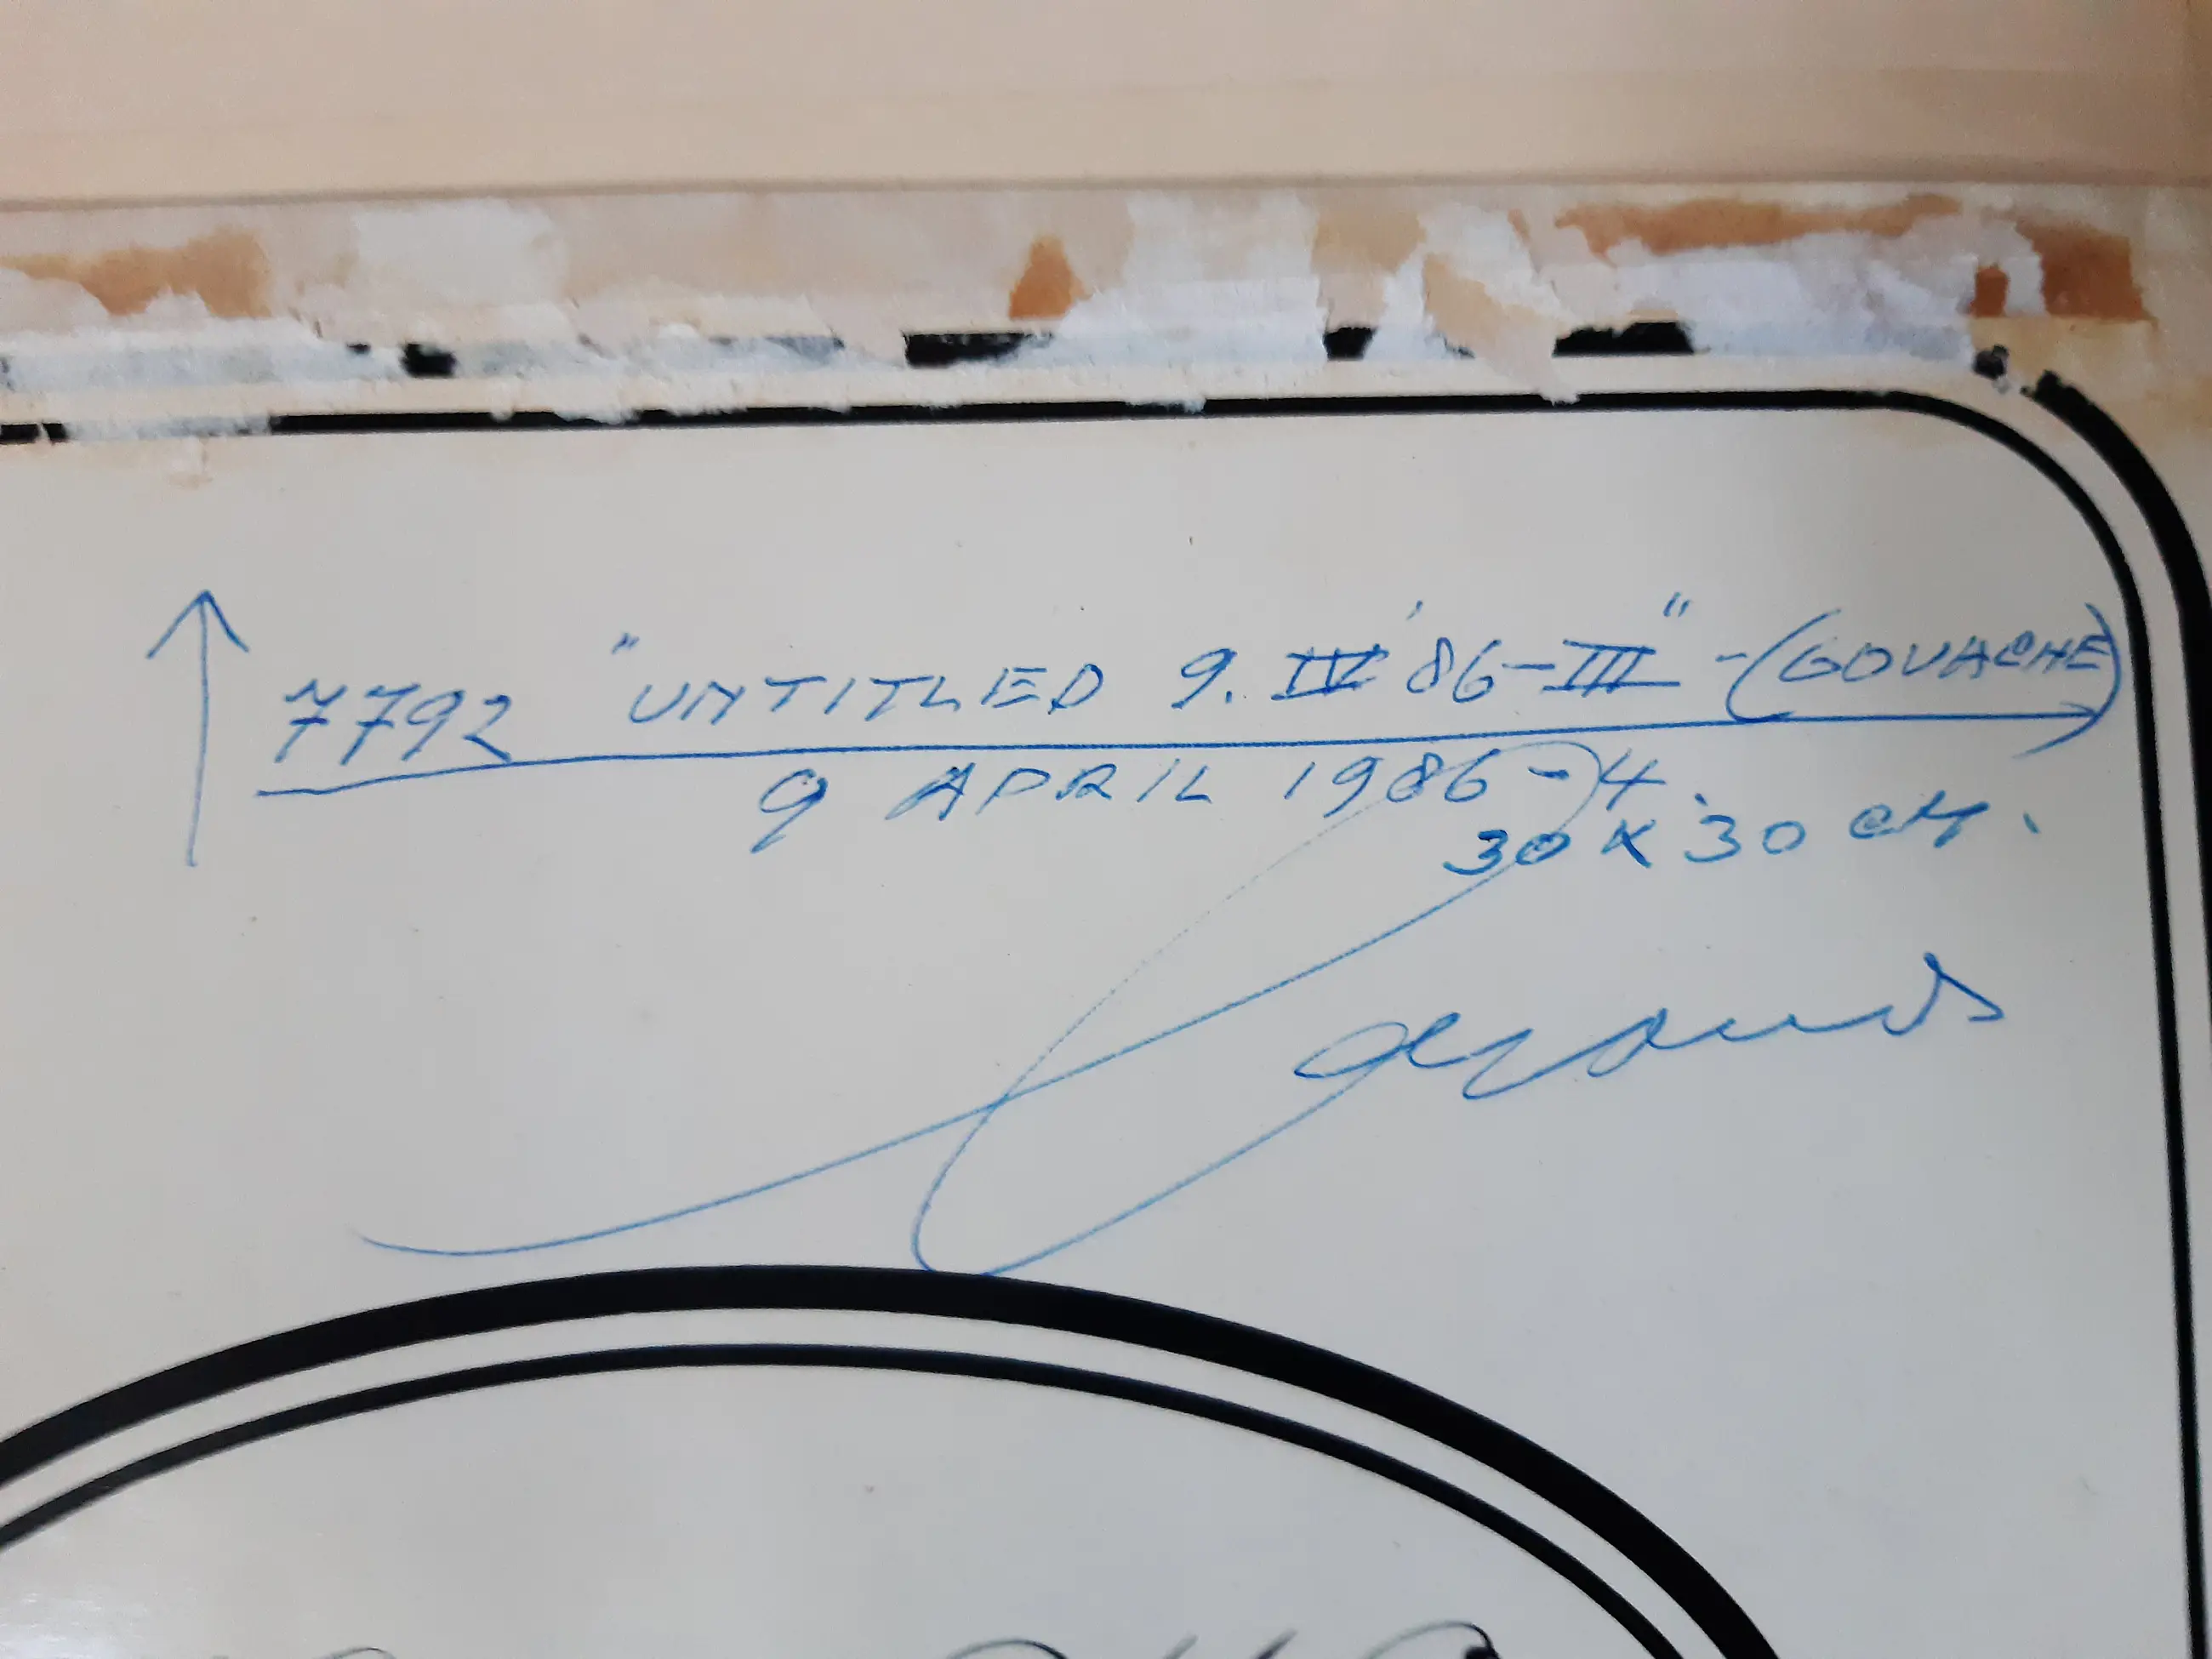 7792 "UNTITLED 9. IV '86-III" - (GOUACHE)
9 APRIL 1986-4.
30 x 30 cm.